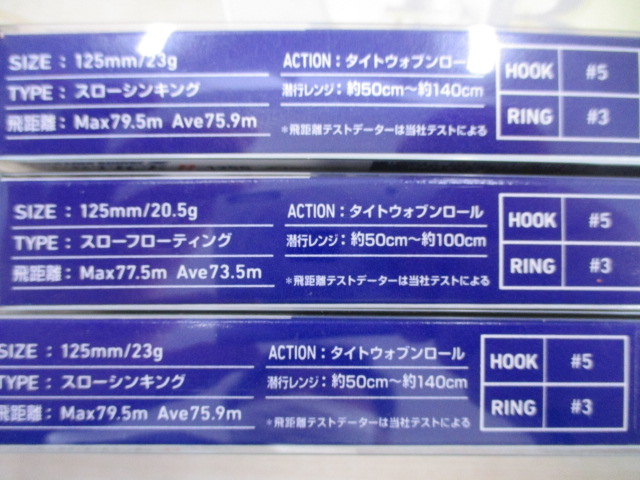 SIZE : 125mm/23g
TYPE : スローシンキング
飛距離 : Max79.5m Ave75.9m
ACTION : タイトウォブンロール
潜行レンジ : 約50cm〜約140cm
*飛距離テストデーターは当社テストによる
HOOK #5
RING #3
SIZE : 125mm/20.5g
TYPE : スローフローティング
飛距離 : Max77.5m Ave73.5m
ACTION : タイトウォブンロール
潜行レンジ : 約50cm〜約100cm
*飛距離テストデーターは当社テストによる
HOOK #5
RING #3
SIZE : 125mm/23g
TYPE : スローシンキング
飛距離 : Max79.5m Ave75.9m
ACTION : タイトウォブンロール
潜行レンジ : 約50cm〜約140cm
*飛距離テストデーターは当社テストによる
HOOK #5
RING #3